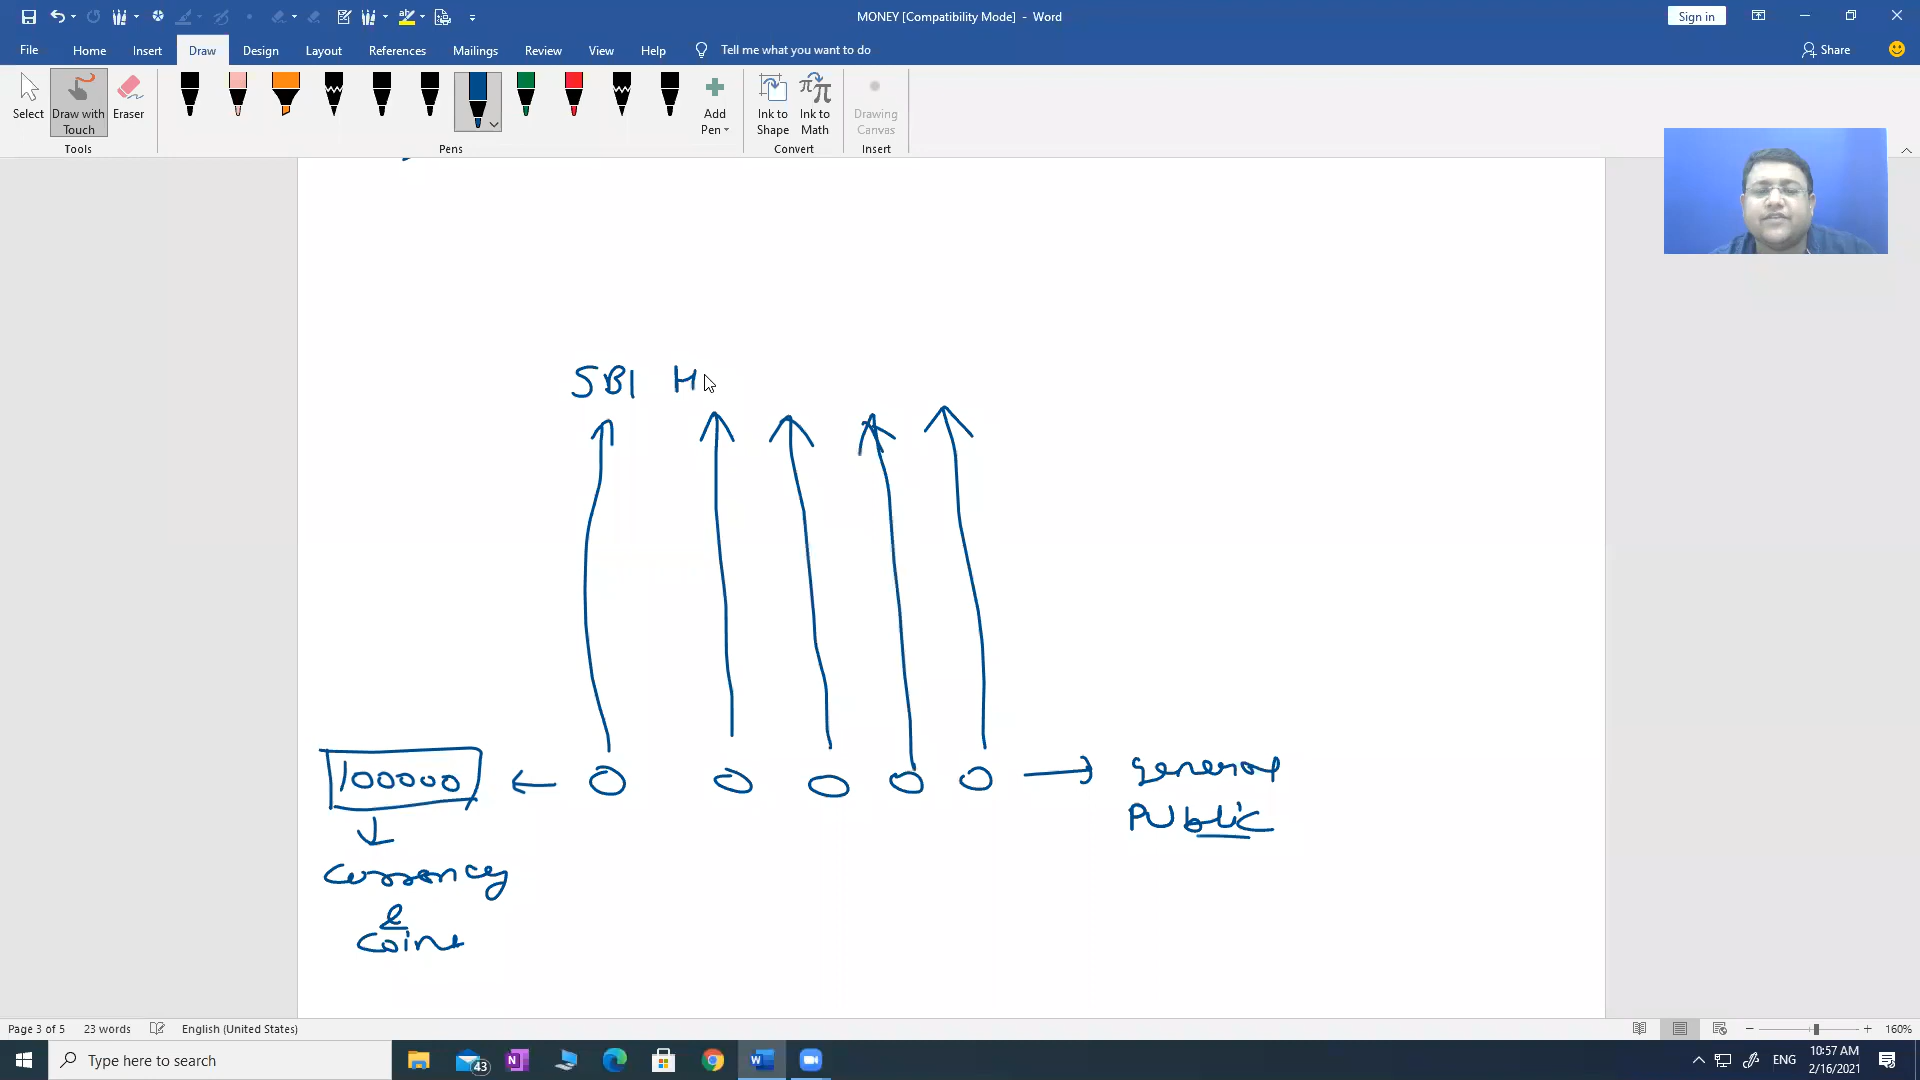 MONEY [Compatibility Mode] - Word
Sign in
File Home Insert Draw Design Layout References Mailings Review View Help Tell me what you want to do
Share
Select
Draw with Touch
Eraser
Add Pen
Ink to Shape
Ink to Math
Drawing Canvas
Tools Pens Convert Insert
SBI H
100000
general
Public
Currency
&
Coins
Page 3 of 5 23 words English (United States) 160%
Type here to search
43
N
W
ENG
10:57 AM
2/16/2021